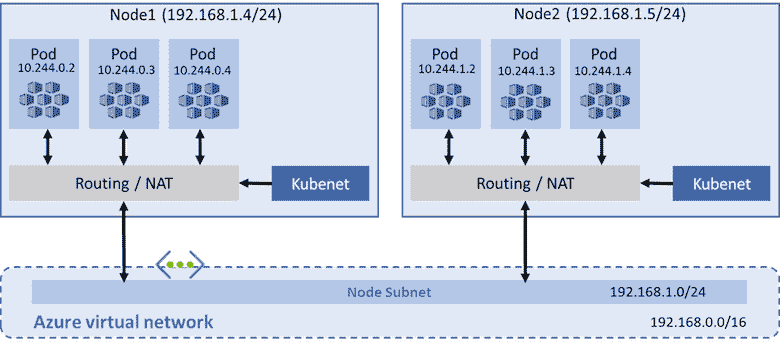 Node1 (192.168.1.4/24)
Pod
10.244.0.2
Pod
10.244.0.3
Pod
10.244.0.4
Routing / NAT
Kubenet
Node2 (192.168.1.5/24)
Pod
10.244.1.2
Pod
10.244.1.3
Pod
10.244.1.4
Routing / NAT
Kubenet
Node Subnet
192.168.1.0/24
Azure virtual network
192.168.0.0/16